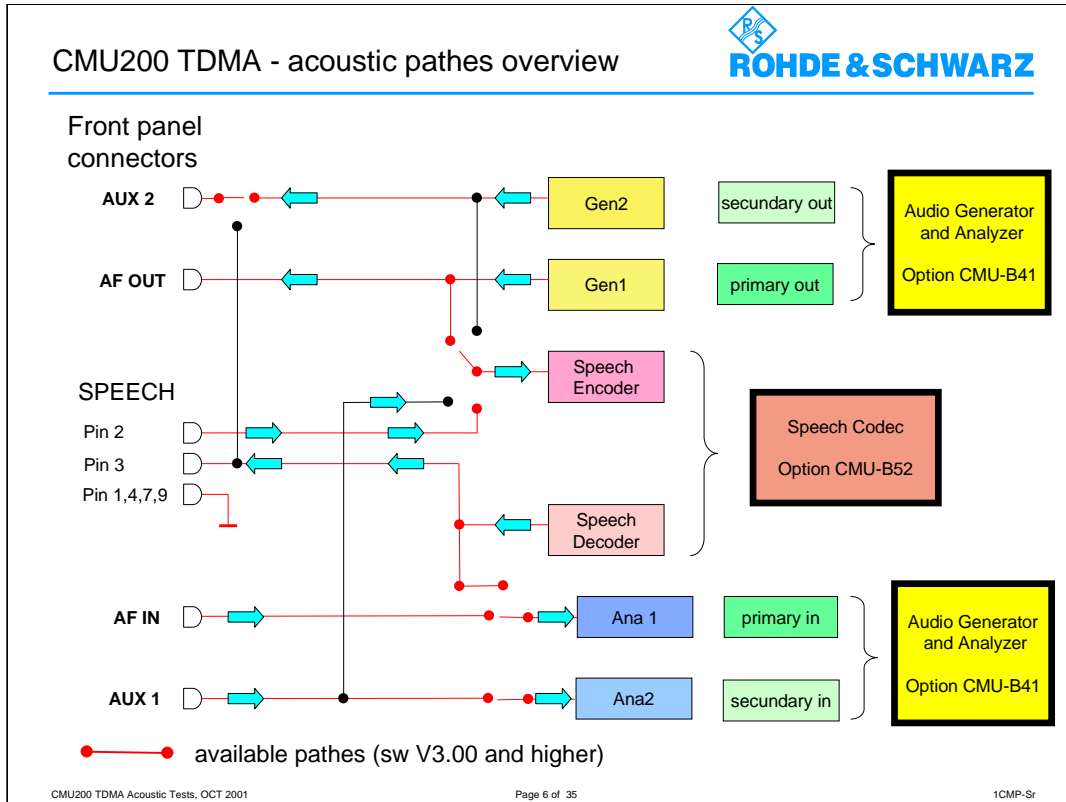 CMU200 TDMA - acoustic pathes overview
R
S
ROHDE & SCHWARZ
Front panel
connectors
AUX 2
Gen2
secundary out
Audio Generator
and Analyzer
Option CMU-B41
AF OUT
Gen1
primary out
Speech
Encoder
SPEECH
Pin 2
Pin 3
Pin 1,4,7,9
Speech Codec
Option CMU-B52
Speech
Decoder
AF IN
Ana 1
primary in
Audio Generator
and Analyzer
Option CMU-B41
AUX 1
Ana2
secundary in
available pathes (sw V3.00 and higher)
CMU200 TDMA Acoustic Tests, OCT 2001
Page 6 of 35
1CMP-Sr